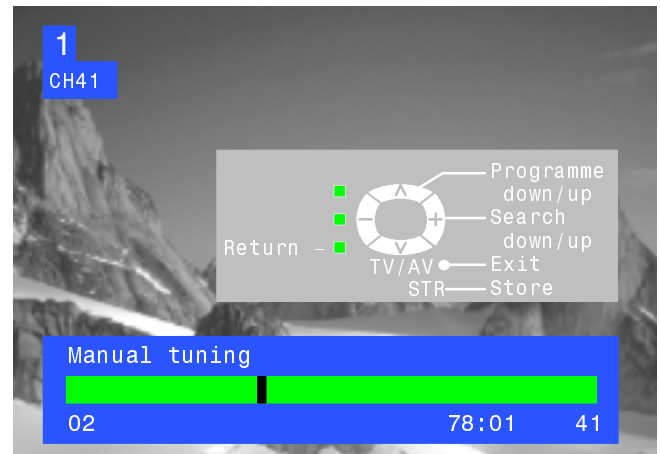 1
CH41
Programme
down/up
Search
down/up
Return –
TV/AV Exit
STR Store
Manual tuning
02 78:01 41